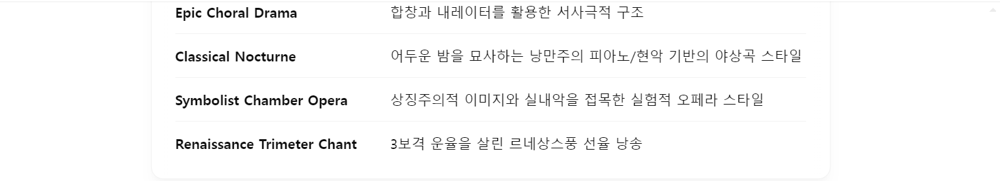 Epic Choral Drama 합창과 내레이터를 활용한 서사극적 구조
Classical Nocturne 어두운 밤을 묘사하는 낭만주의 피아노/현악 기반의 야상곡 스타일
Symbolist Chamber Opera 상징주의적 이미지와 실내악을 접목한 실험적 오페라 스타일
Renaissance Trimeter Chant 3보격 운율을 살린 르네상스풍 선율 낭송